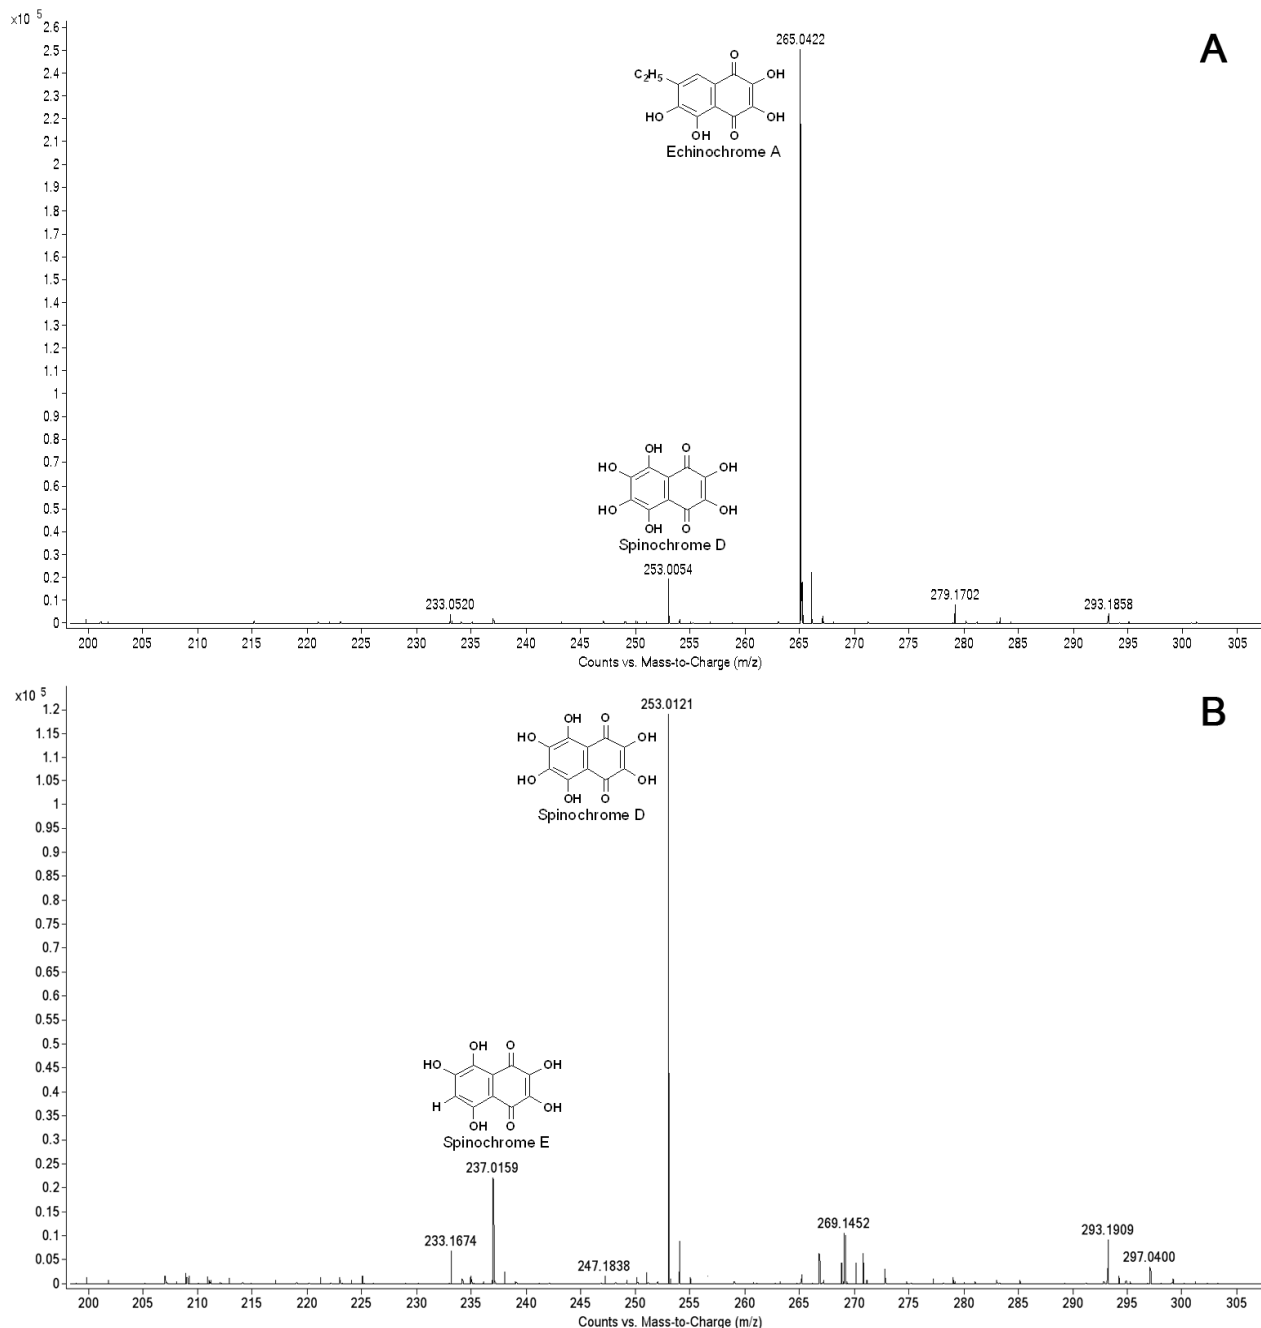 x10 5
A
2.6
2.5
2.4
2.3
2.2
2.1
2
1.9
1.8
1.7
1.6
1.5
1.4
1.3
1.2
1.1
1
0.9
0.8
0.7
0.6
0.5
0.4
0.3
0.2
0.1
0
265.0422
O
C2H5
OH
HO
OH
OH
O
Echinochrome A
OH
O
HO
OH
HO
OH
OH
O
Spinochrome D
253.0054
233.0520
279.1702
293.1858
200 205 210 215 220 225 230 235 240 245 250 255 260 265 270 275 280 285 290 295 300 305
Counts vs. Mass-to-Charge (m/z)
x10 5
B
1.2
1.15
1.1
1.05
1
0.95
0.9
0.85
0.8
0.75
0.7
0.65
0.6
0.55
0.5
0.45
0.4
0.35
0.3
0.25
0.2
0.15
0.1
0.05
0
253.0121
OH
O
HO
OH
HO
OH
OH
O
Spinochrome D
OH
O
HO
OH
H
OH
OH
O
Spinochrome E
237.0159
233.1674
247.1838
269.1452
293.1909
297.0400
200 205 210 215 220 225 230 235 240 245 250 255 260 265 270 275 280 285 290 295 300 305
Counts vs. Mass-to-Charge (m/z)